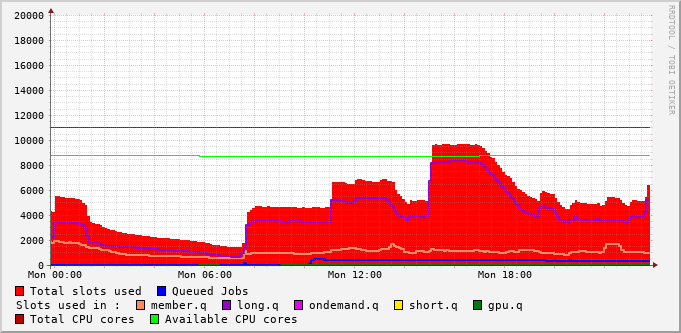 20000
18000
16000
14000
12000
10000
8000
6000
4000
2000
0
Mon 00:00 Mon 06:00 Mon 12:00 Mon 18:00
RRDTOOL / TOBI OETIKER
Total slots used Queued Jobs
Slots used in : member.q long.q ondemand.q short.q gpu.q
Total CPU cores Available CPU cores